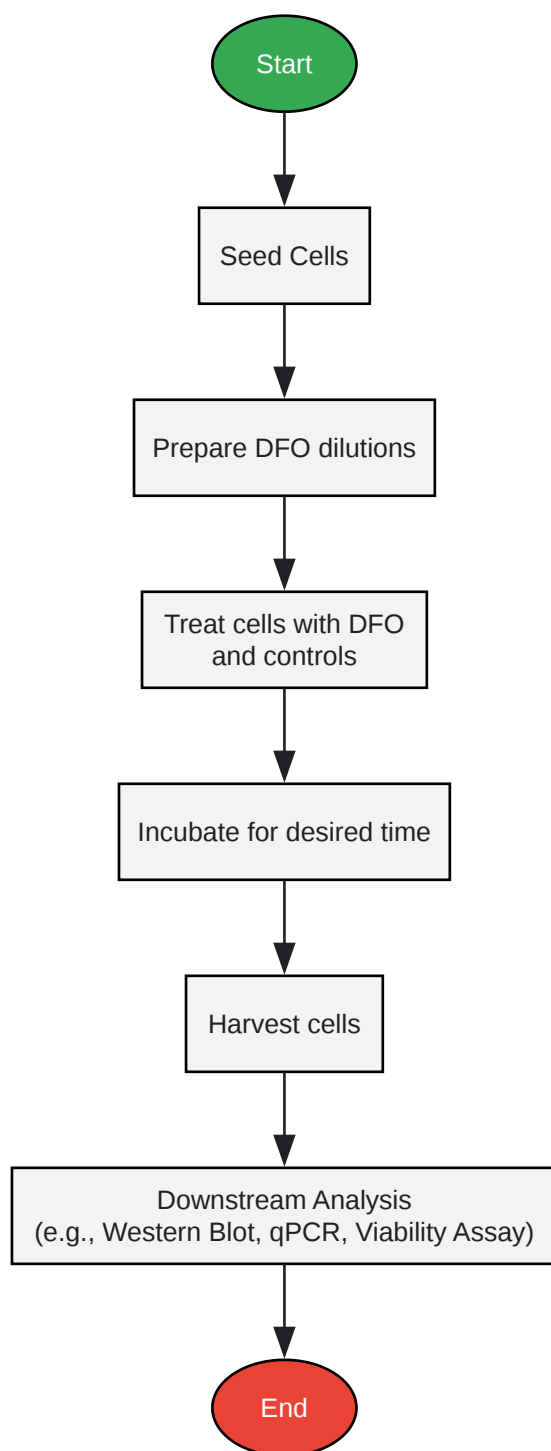 Start
Seed Cells
Prepare DFO dilutions
Treat cells with DFO
and controls
Incubate for desired time
Harvest cells
Downstream Analysis
(e.g., Western Blot, qPCR, Viability Assay)
End